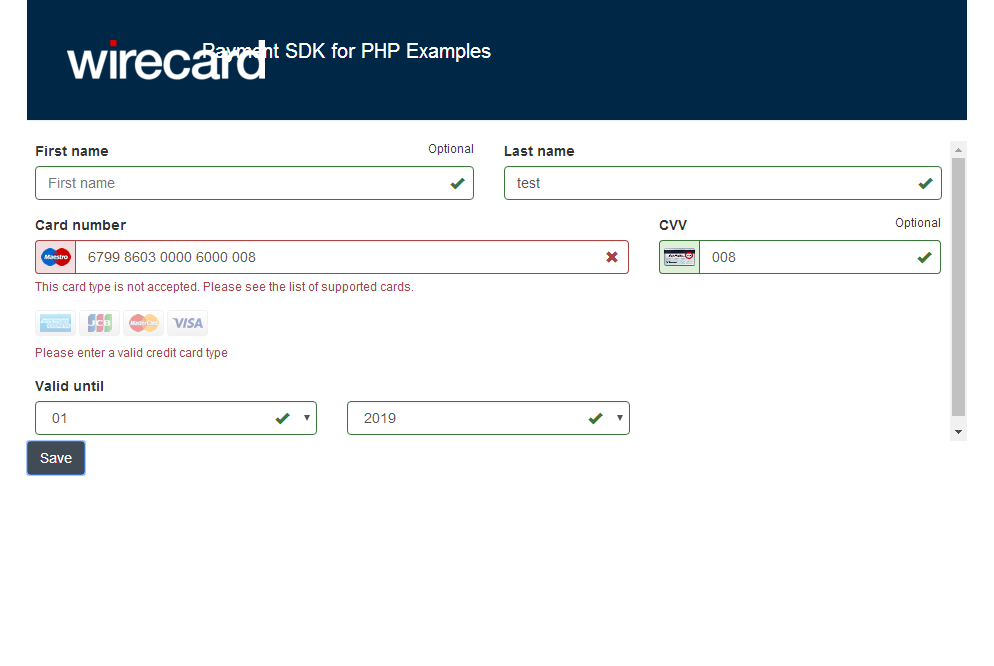 wirecard
Payment SDK for PHP Examples
First name
Optional
First name
Last name
test
Card number
Maestro
6799 8603 0000 6000 008
This card type is not accepted. Please see the list of supported cards.
JCB
MasterCard
VISA
Please enter a valid credit card type
CVV
Optional
008
Valid until
01
2019
Save